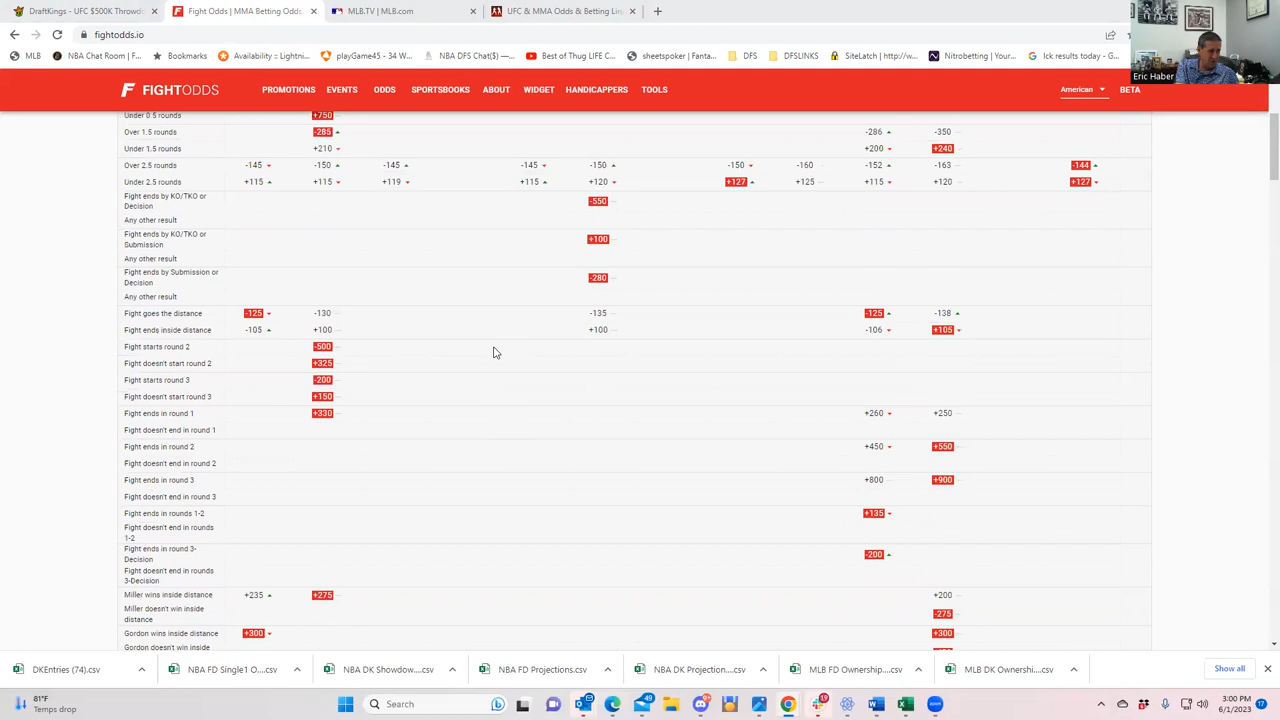 DraftKings - UFC $500K Throwd
Fight Odds | MMA Betting Odds
MLB.TV | MLB.com
UFC & MMA Odds & Betting Lin
fightodds.io
MLB
NBA Chat Room | F...
Bookmarks
Availability :: Lightni...
playGame45 - 34 W...
NBA DFS Chat($) —...
Best of Thug LIFE C...
sheetspoker | Fanta...
DFS
DFSLINKS
SiteLatch | http://w...
Nitrobetting | Your...
Ick results today - G...
Eric Haber
FIGHTODDS
PROMOTIONS EVENTS ODDS SPORTSBOOKS ABOUT WIDGET HANDICAPPERS TOOLS
American
BETA
Under 0.5 rounds +750
Over 1.5 rounds -285 -286 -350
Under 1.5 rounds +210 +200 +240
Over 2.5 rounds -145 -150 -145 -145 -150 -150 -160 -152 -163 -144
Under 2.5 rounds +115 +115 +119 +115 +120 +127 +125 +115 +120 +127
Fight ends by KO/TKO or
Decision -550
Any other result
Fight ends by KO/TKO or
Submission +100
Any other result
Fight ends by Submission or
Decision -280
Any other result
Fight goes the distance -125 -130 -135 -125 -138
Fight ends inside distance -105 +100 +100 -106 +105
Fight starts round 2 -500
Fight doesn't start round 2 +325
Fight starts round 3 -200
Fight doesn't start round 3 +150
Fight ends in round 1 +330 +260 +250
Fight doesn't end in round 1
Fight ends in round 2 +450 +550
Fight doesn't end in round 2
Fight ends in round 3 +800 +900
Fight doesn't end in round 3
Fight ends in rounds 1-2 +135
Fight doesn't end in rounds
1-2
Fight ends in round 3-
Decision -200
Fight doesn't end in rounds
3-Decision
Miller wins inside distance +235 +275 +200
Miller doesn't win inside
distance -275
Gordon wins inside distance +300 +300
Gordon doesn't win inside
DKEntries (74).csv
NBA FD Single1 O....csv
NBA DK Showdow....csv
NBA FD Projections.csv
NBA DK Projection....csv
MLB FD Ownership....csv
MLB DK Ownershi....csv
Show all
81°F
Temps drop
Search
49
19
3:00 PM
6/1/2023
17